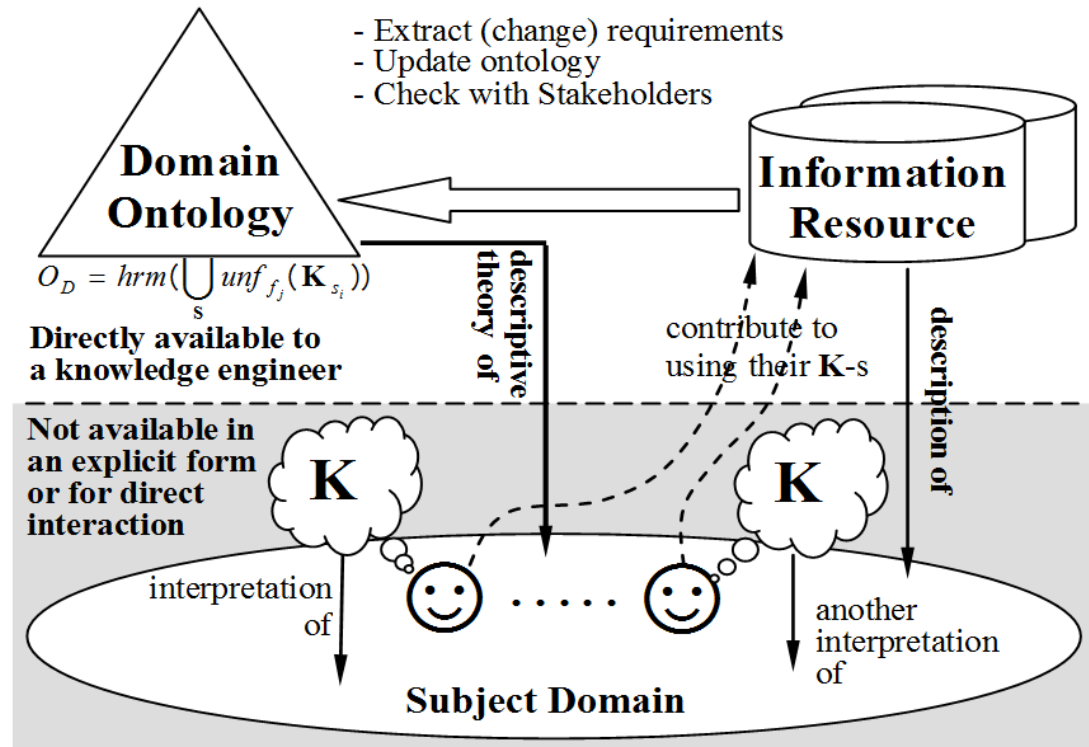 - Extract (change) requirements
- Update ontology
- Check with Stakeholders
Domain
Ontology
Information
Resource
O_D = hrm(⋃_S unf_{f_j}(K_{s_i}))
Directly available to
a knowledge engineer
descriptive
theory of
contribute to
using their K-s
description of
Not available in
an explicit form
or for direct
interaction
K
K
interpretation
of
. . . . .
another
interpretation
of
Subject Domain